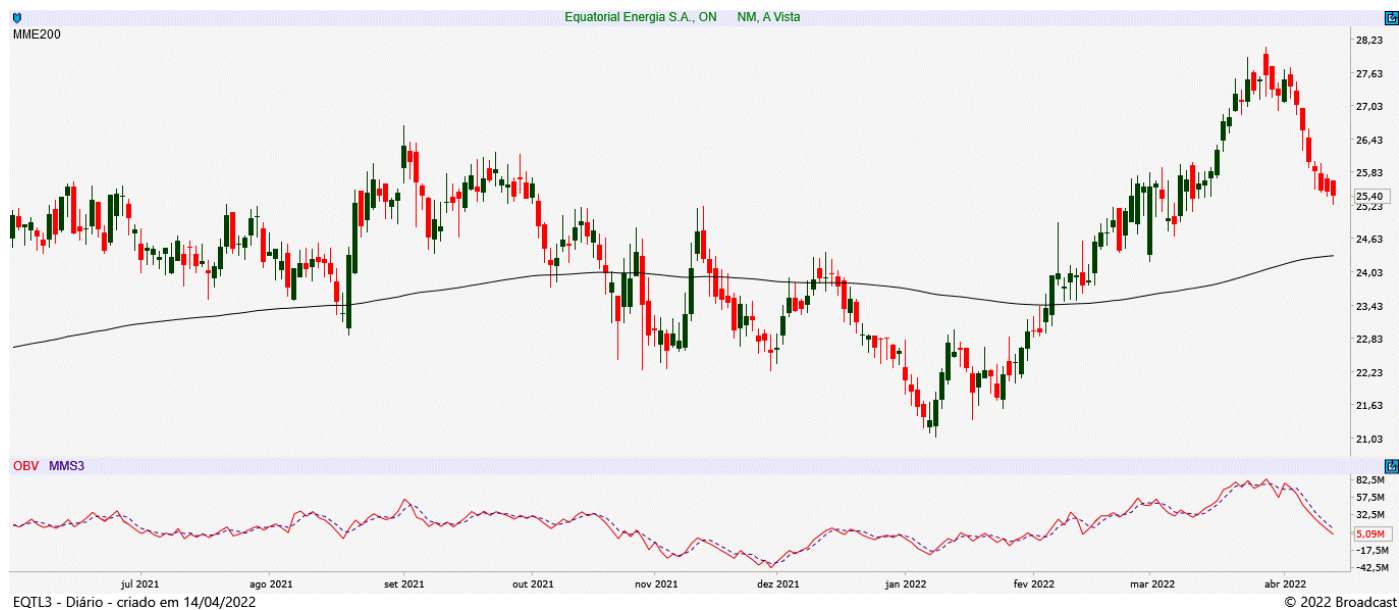 Equatorial Energia S.A., ON NM, A Vista
MME200
28,23
27,63
27,03
26,43
25,83
25,40
25,23
24,63
24,03
23,43
22,83
22,23
21,63
21,03
OBV MMS3
82,5M
57,5M
32,5M
5,09M
-17,5M
-42,5M
jul 2021 ago 2021 set 2021 out 2021 nov 2021 dez 2021 jan 2022 fev 2022 mar 2022 abr 2022
EQTL3 - Diário - criado em 14/04/2022 © 2022 Broadcast